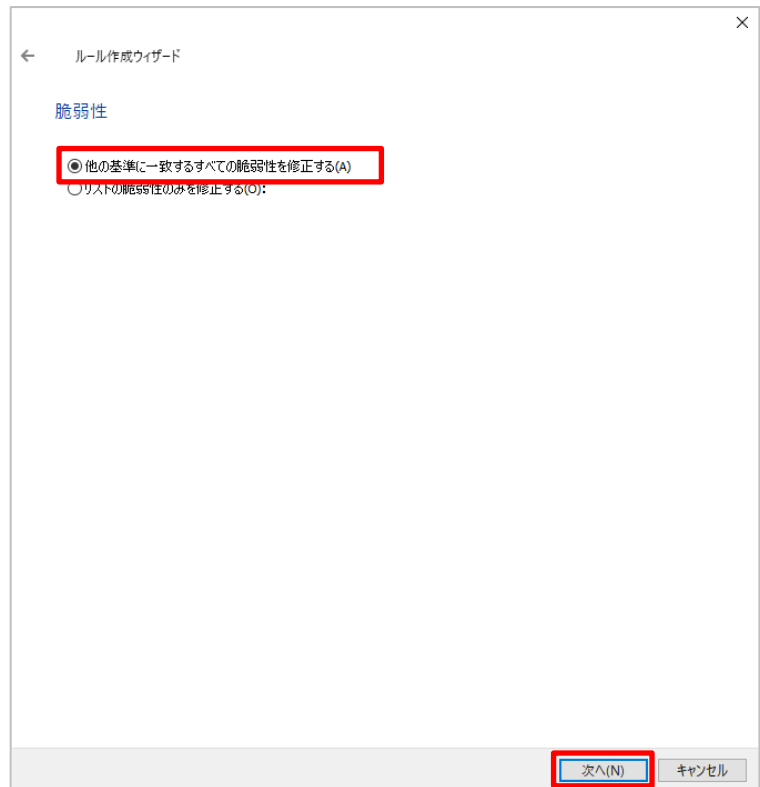 ルール作成ウィザード
脆弱性
他の基準に一致するすべての脆弱性を修正する(A)
リストの脆弱性のみを修正する(O):
次へ(N)
キャンセル